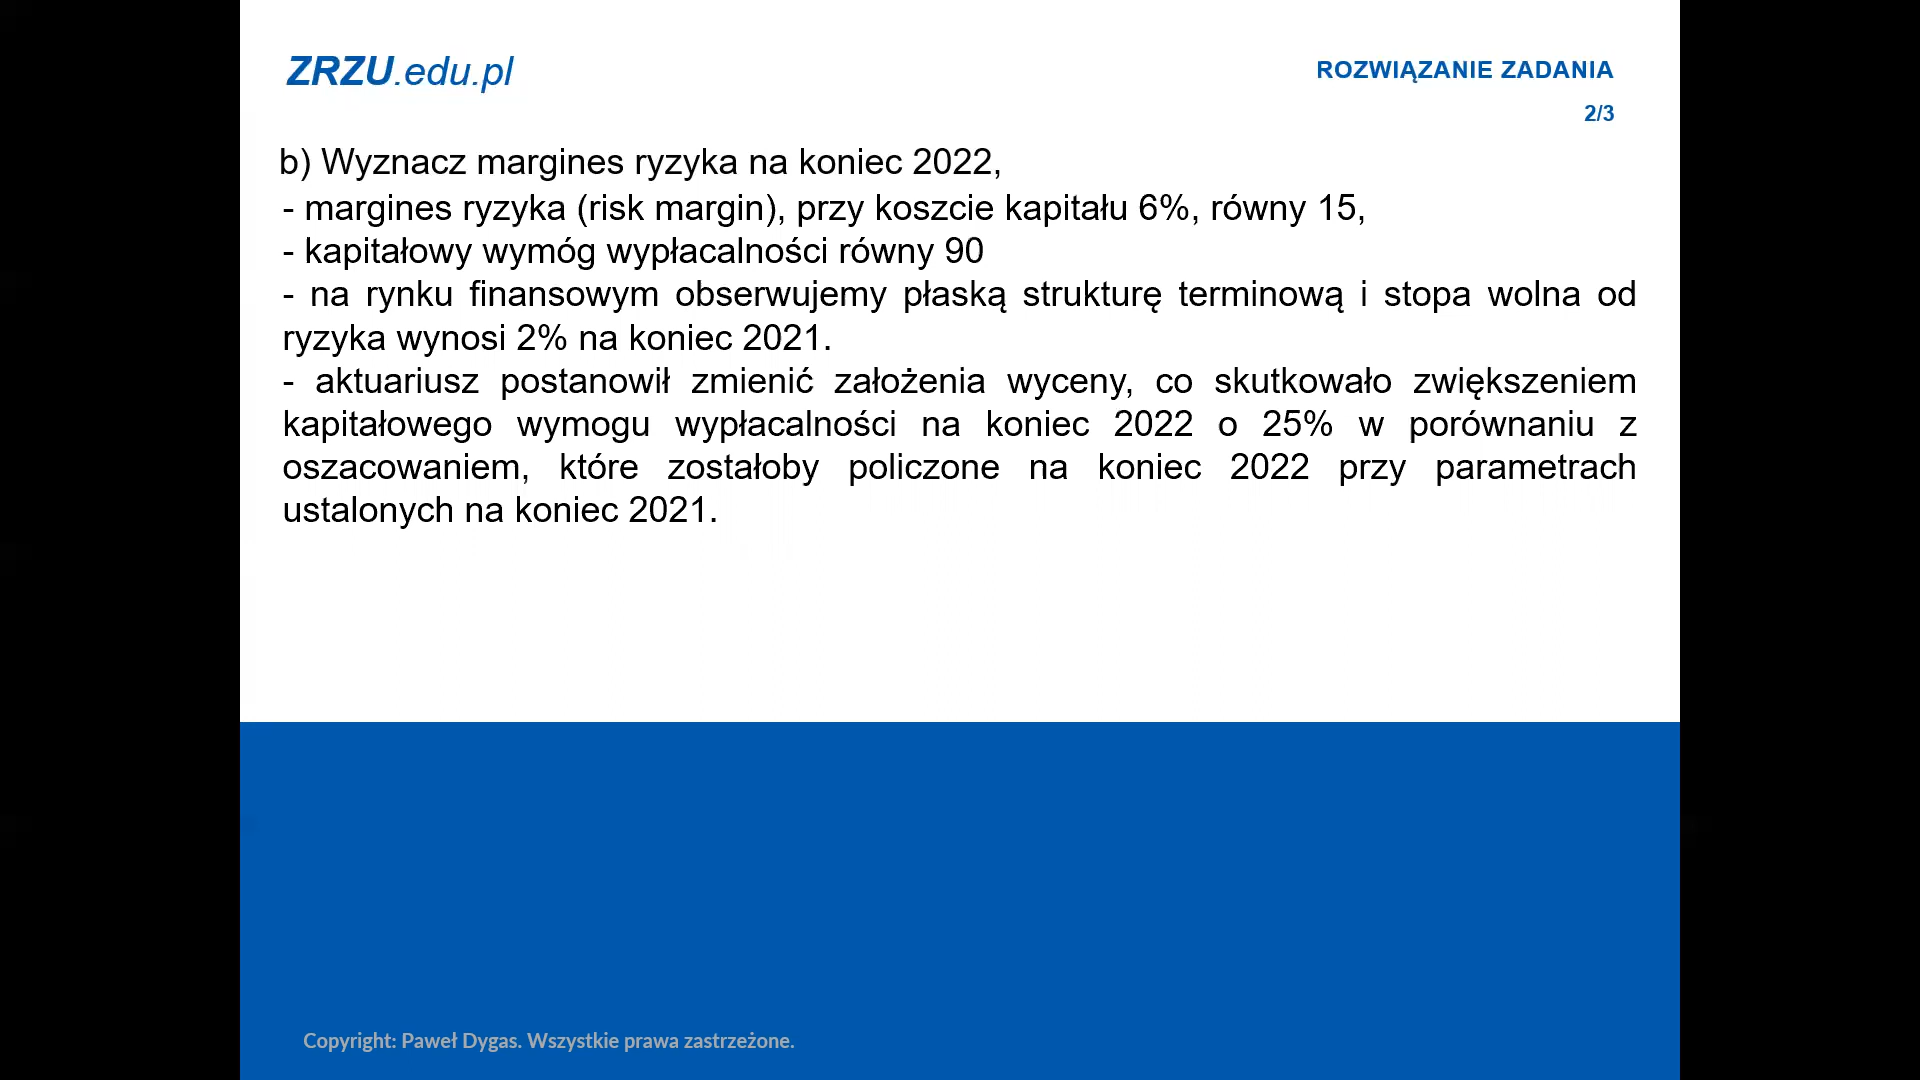 ZRZU.edu.pl
ROZWIĄZANIE ZADANIA
2/3
b) Wyznacz margines ryzyka na koniec 2022,
- margines ryzyka (risk margin), przy koszcie kapitału 6%, równy 15,
- kapitałowy wymóg wypłacalności równy 90
- na rynku finansowym obserwujemy płaską strukturę terminową i stopa wolna od
ryzyka wynosi 2% na koniec 2021.
- aktuariusz postanowił zmienić założenia wyceny, co skutkowało zwiększeniem
kapitałowego wymogu wypłacalności na koniec 2022 o 25% w porównaniu z
oszacowaniem, które zostałoby policzone na koniec 2022 przy parametrach
ustalonych na koniec 2021.
Copyright: Paweł Dygas. Wszystkie prawa zastrzeżone.